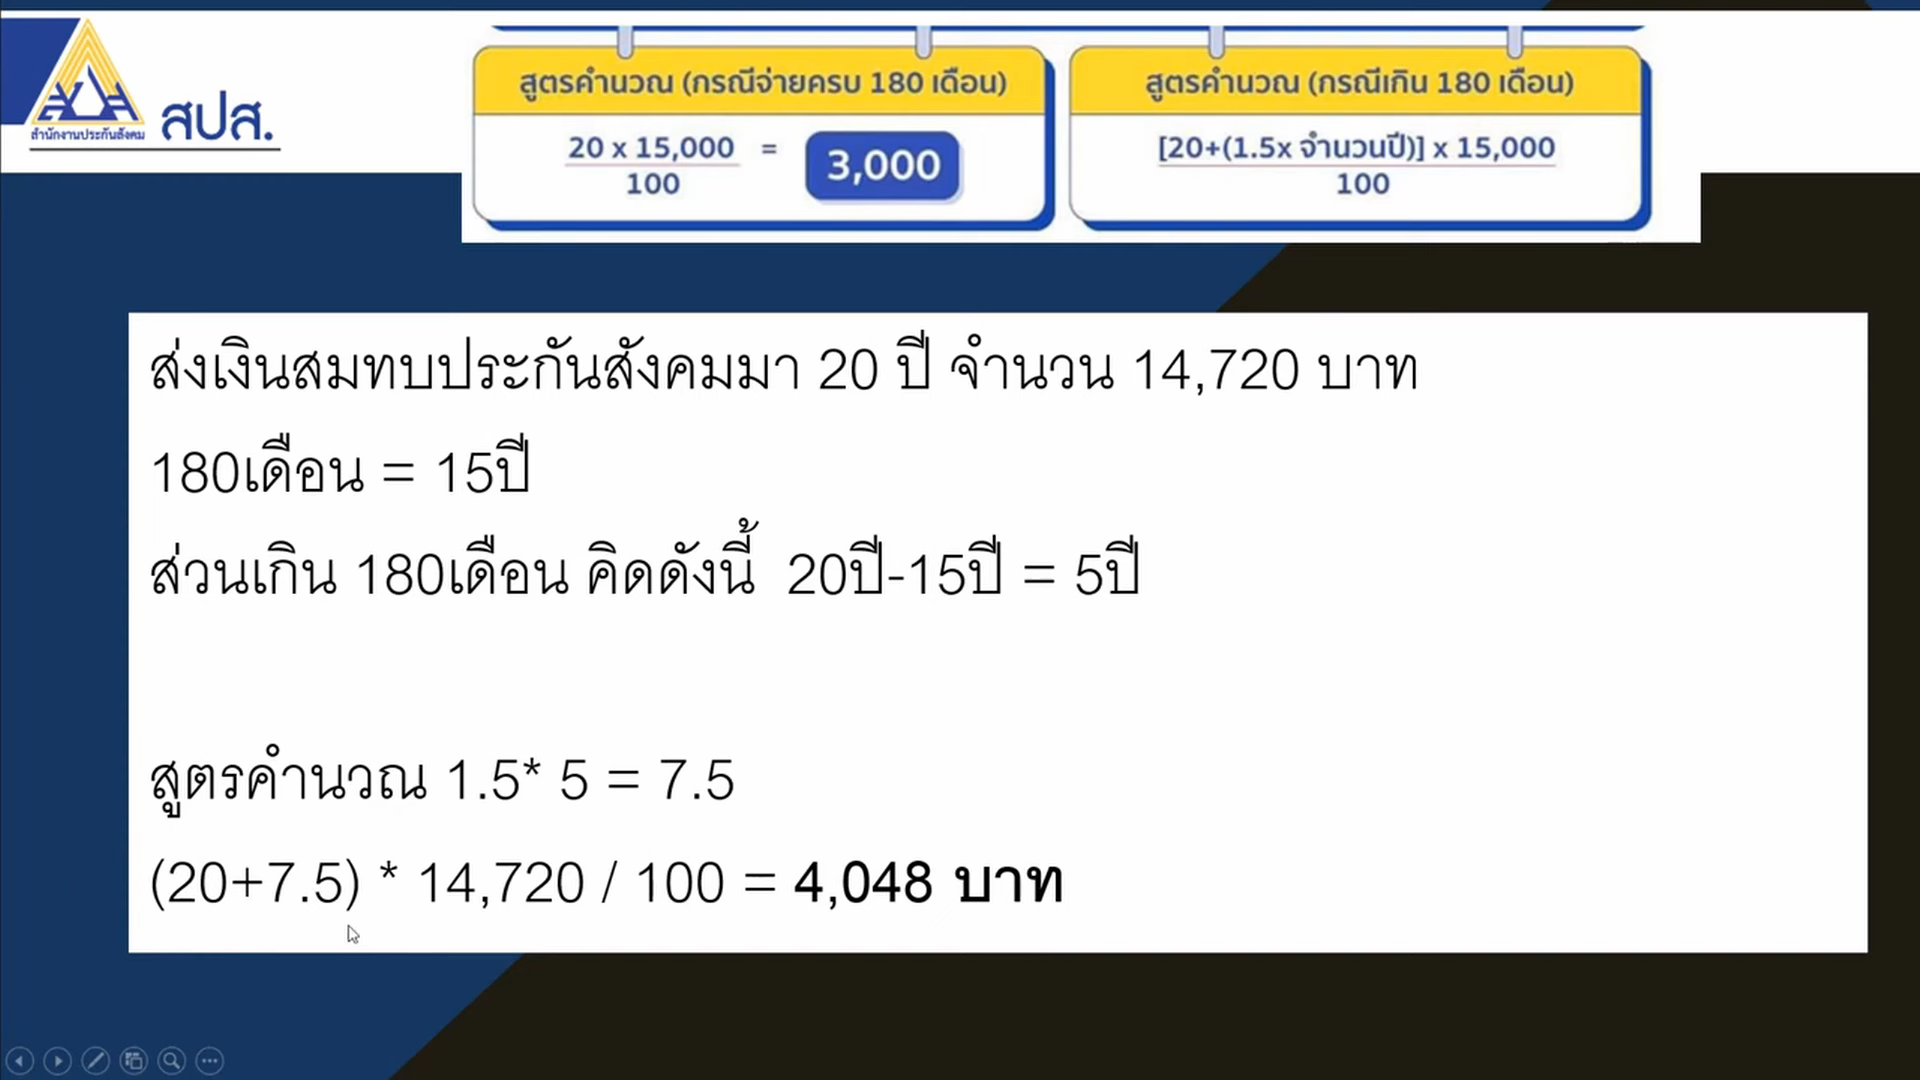 สปส.
สำนักงานประกันสังคม
สูตรคำนวณ (กรณีจ่ายครบ 180 เดือน)
20 x 15,000
100
= 3,000
สูตรคำนวณ (กรณีเกิน 180 เดือน)
[20+(1.5x จำนวนปี)] x 15,000
100
ส่งเงินสมทบประกันสังคมมา 20 ปี จำนวน 14,720 บาท
180เดือน = 15ปี
ส่วนเกิน 180เดือน คิดดังนี้ 20ปี-15ปี = 5ปี
สูตรคำนวณ 1.5* 5 = 7.5
(20+7.5) * 14,720 / 100 = 4,048 บาท